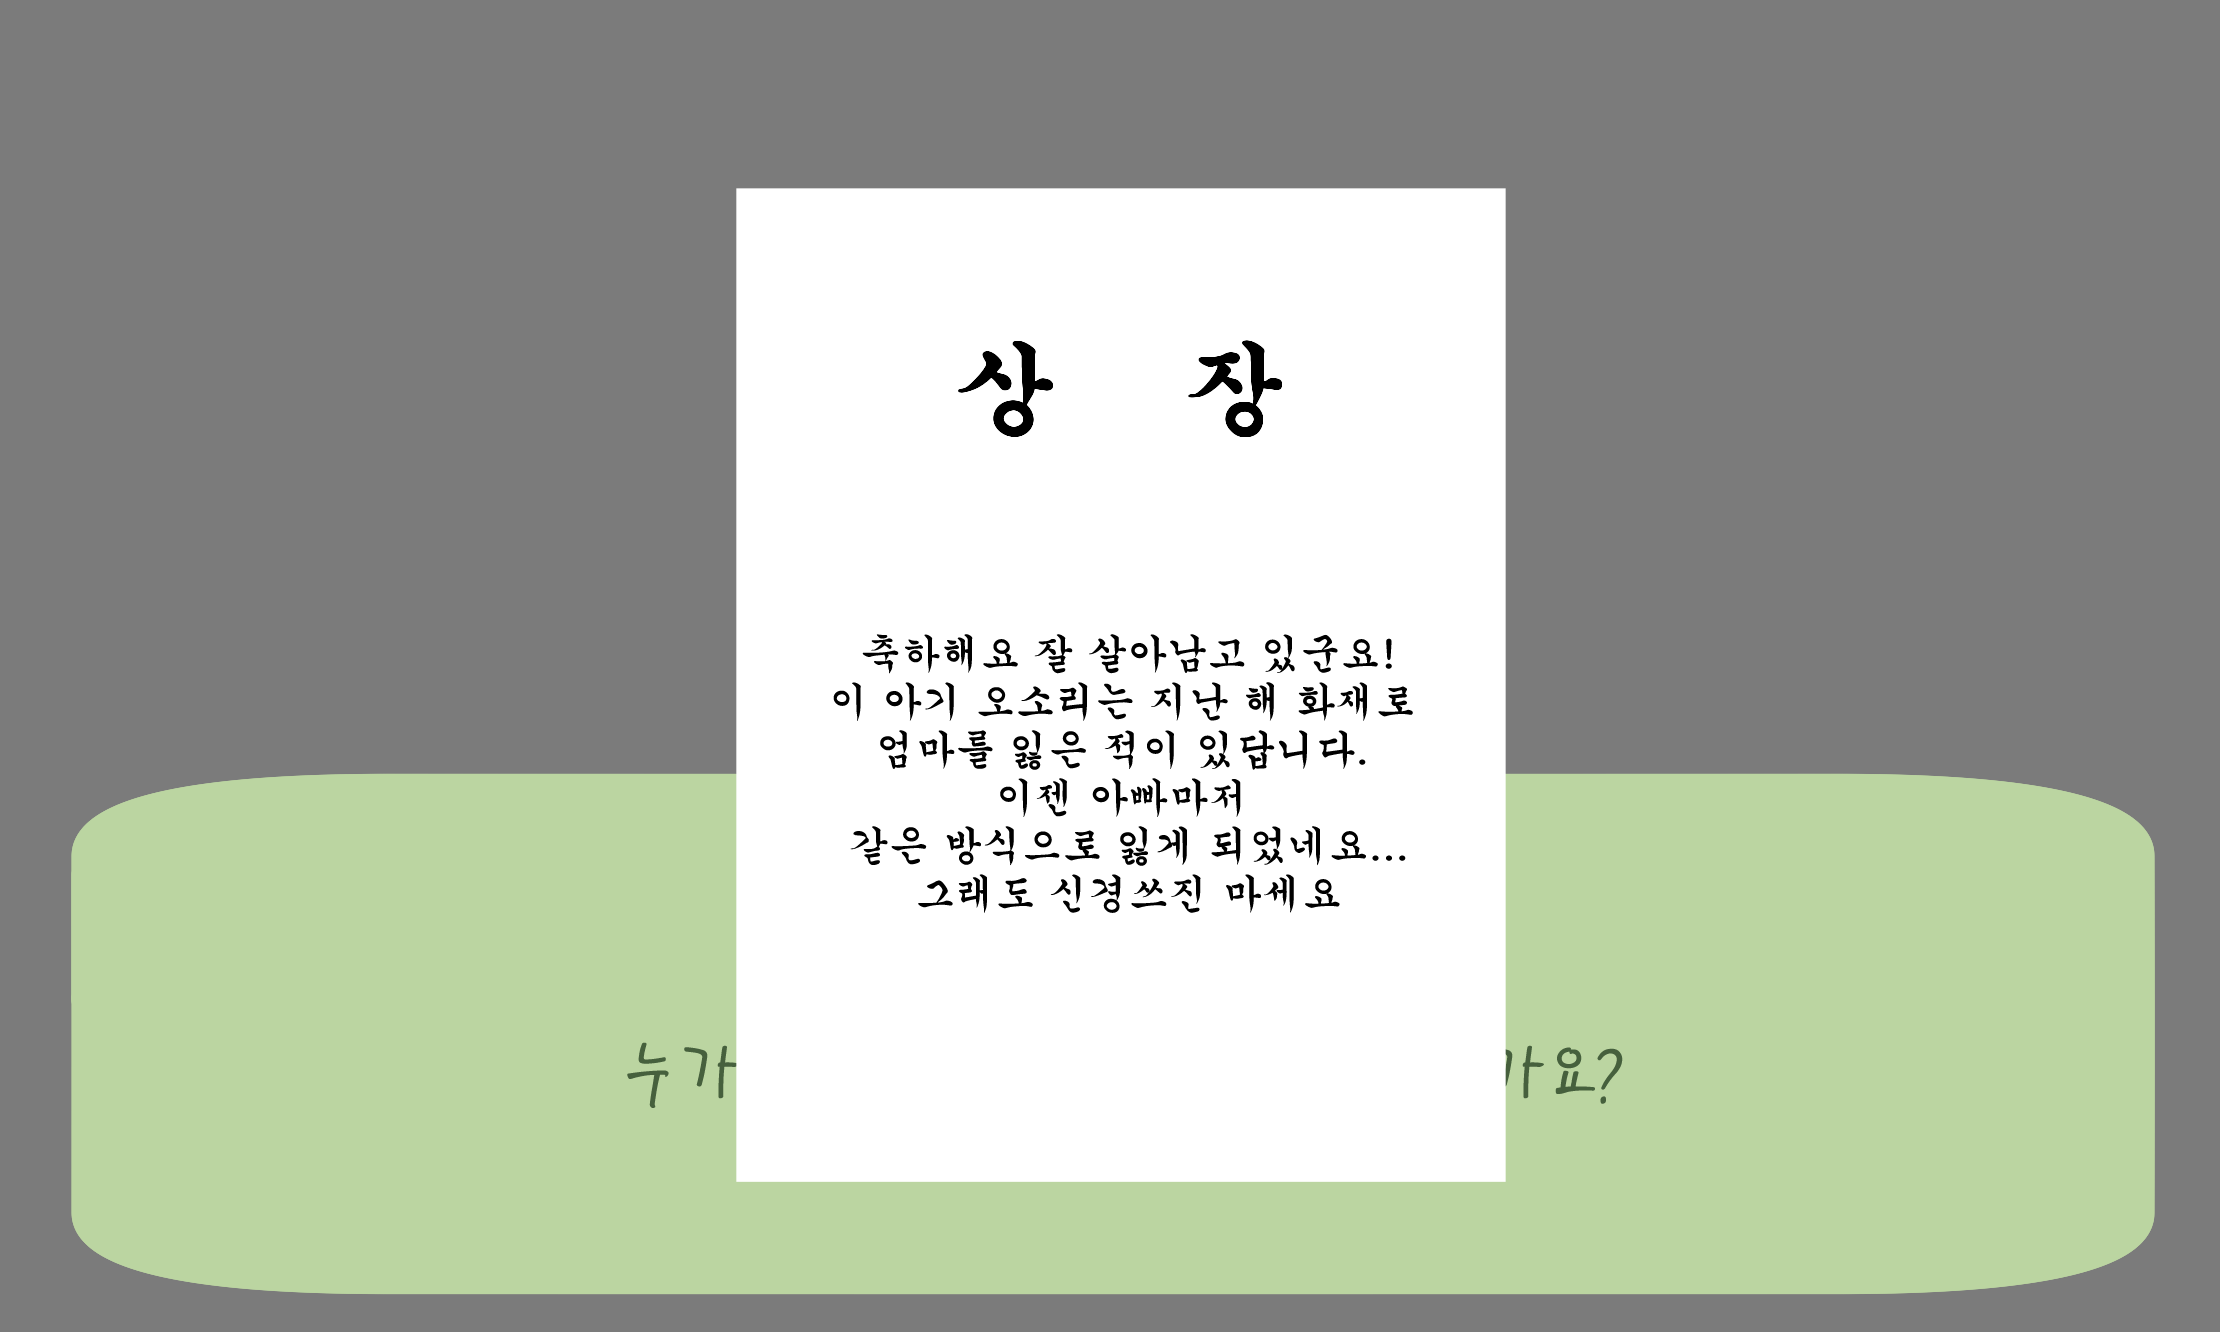 상 장
축하해요 잘 살아남고 있군요!
이 아기 오소리는 지난 해 화재로
엄마를 잃은 적이 있답니다.
이젠 아빠마저
같은 방식으로 잃게 되었네요...
그래도 신경쓰진 마세요
누가 요?